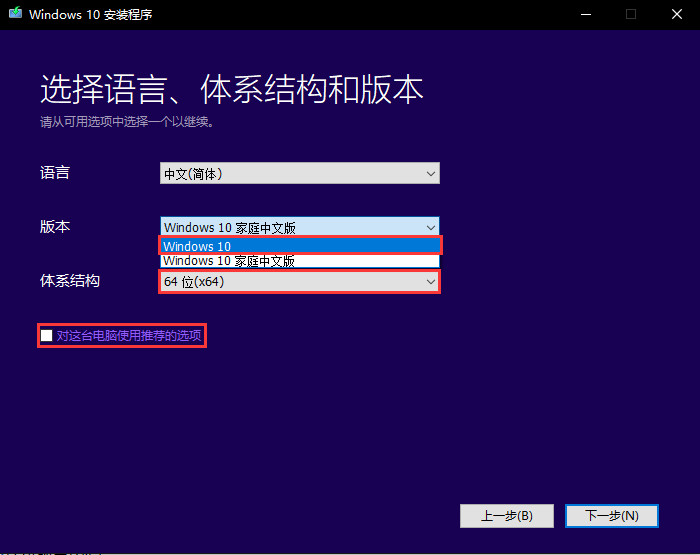 Windows 10 安装程序
选择语言、体系结构和版本
请从可用选项中选择一个以继续。
语言
中文(简体)
版本
Windows 10 家庭中文版
Windows 10
Windows 10 家庭中文版
体系结构
64 位(x64)
对这台电脑使用推荐的选项
上一步(B)
下一步(N)